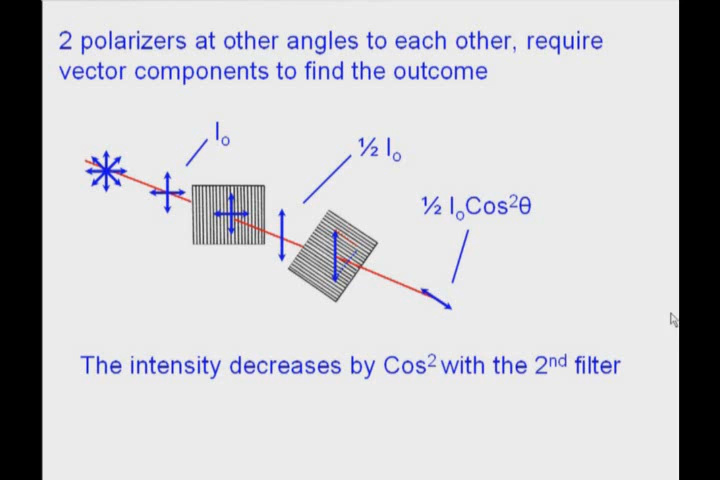 2 polarizers at other angles to each other, require
vector components to find the outcome
I₀
½ I₀
½ I₀Cos²θ
The intensity decreases by Cos² with the 2ⁿᵈ filter